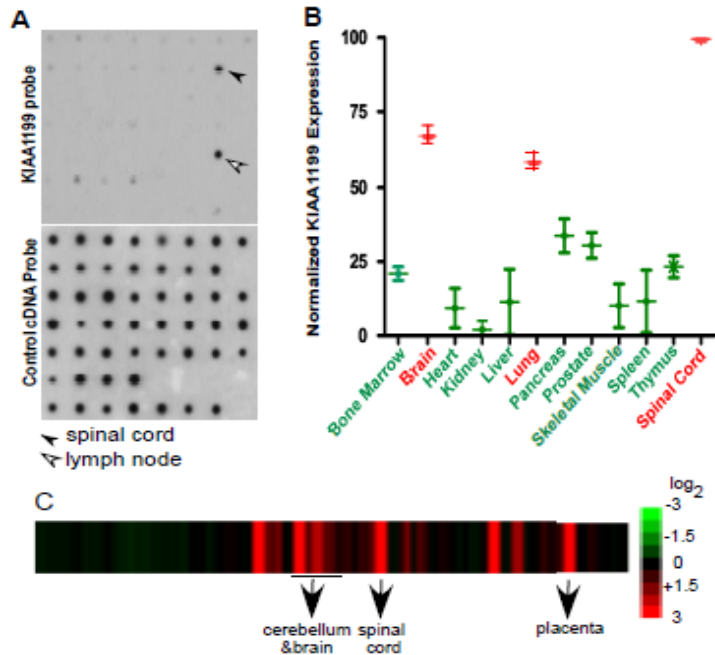 A
KIAA1199 probe
Control cDNA Probe
spinal cord
lymph node
B
Normalized KIAA1199 Expression
100
75
50
25
0
Bone Marrow
Brain
Heart
Kidney
Liver
Lung
Pancreas
Prostate
Skeletal Muscle
Spleen
Thymus
Spinal Cord
C
log2
-3
-1.5
0
+1.5
3
cerebellum
&brain
spinal
cord
placenta